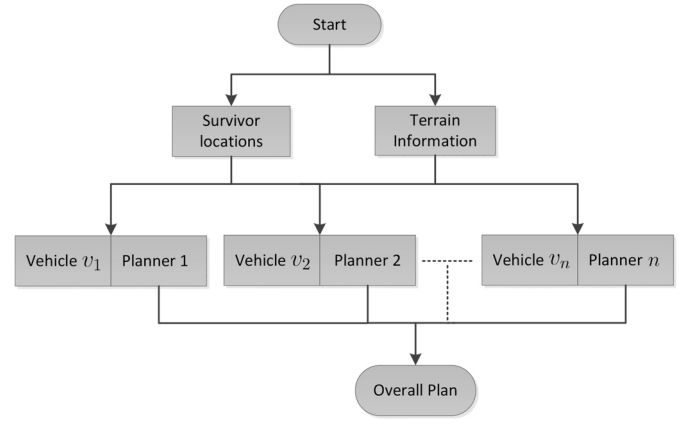 Start
Survivor
locations
Terrain
Information
Vehicle v₁ Planner 1
Vehicle v₂ Planner 2
Vehicle vₙ Planner n
Overall Plan